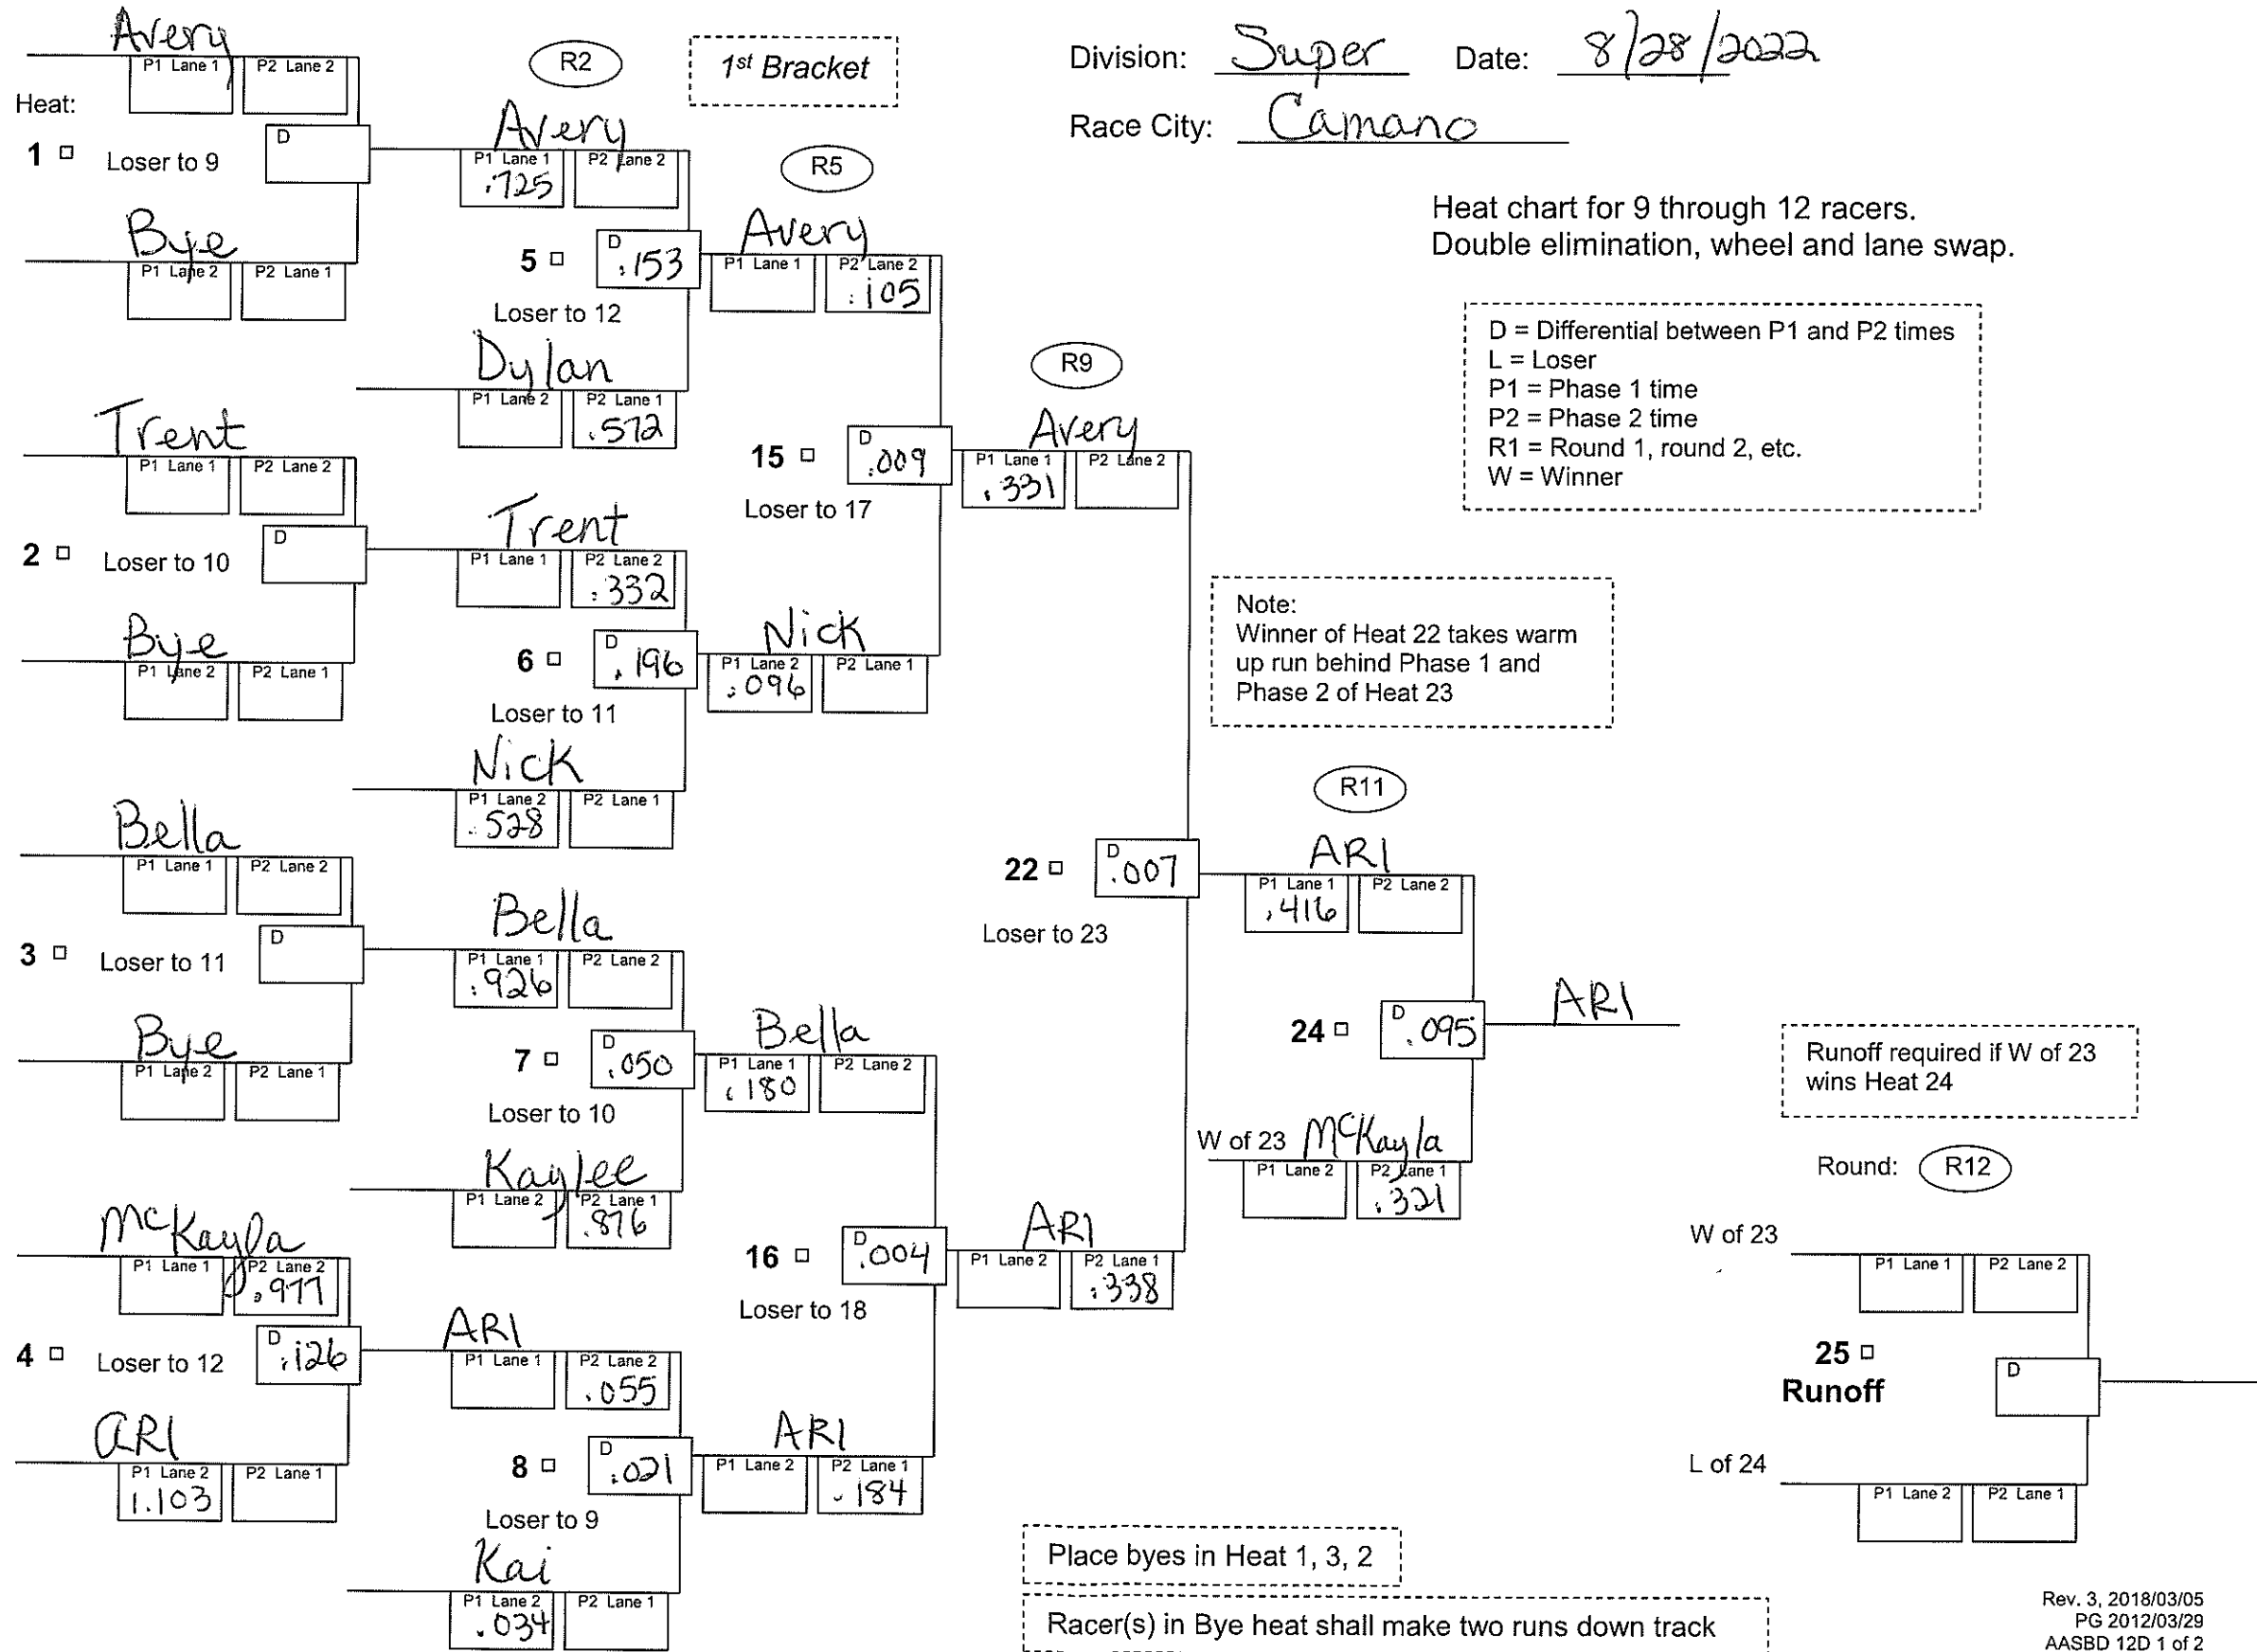 Division: Super Date: 8/28/2022
Race City: Camano
1st Bracket
Heat chart for 9 through 12 racers.
Double elimination, wheel and lane swap.
D = Differential between P1 and P2 times
L = Loser
P1 = Phase 1 time
P2 = Phase 2 time
R1 = Round 1, round 2, etc.
W = Winner
Heat:
Avery
P1 Lane 1 P2 Lane 2
1 Loser to 9 D
Bye
P1 Lane 2 P2 Lane 1
Trent
P1 Lane 1 P2 Lane 2
2 Loser to 10 D
Bye
P1 Lane 2 P2 Lane 1
Bella
P1 Lane 1 P2 Lane 2
3 Loser to 11 D
Bye
P1 Lane 2 P2 Lane 1
McKayla
P1 Lane 1 P2 Lane 2
.977
4 Loser to 12 D .126
ARI
P1 Lane 2 P2 Lane 1
1.103
R2
Avery
P1 Lane 1 P2 Lane 2
.725
5 D .153
Loser to 12
Dylan
P1 Lane 2 P2 Lane 1
.572
Trent
P1 Lane 1 P2 Lane 2
.332
6 D .196
Loser to 11
Nick
P1 Lane 2 P2 Lane 1
.528
Bella
P1 Lane 1 P2 Lane 2
.926
7 D .050
Loser to 10
Kaylee
P1 Lane 2 P2 Lane 1
.876
ARI
P1 Lane 1 P2 Lane 2
.055
8 D .021
Loser to 9
Kai
P1 Lane 2 P2 Lane 1
.034
R5
Avery
P1 Lane 1 P2 Lane 2
.105
15 D .009
Loser to 17
Nick
P1 Lane 2 P2 Lane 1
.096
Bella
P1 Lane 1 P2 Lane 2
.180
16 D .004
Loser to 18
ARI
P1 Lane 2 P2 Lane 1
.184
R9
Avery
P1 Lane 1 P2 Lane 2
.331
22 D .007
Loser to 23
ARI
P1 Lane 2 P2 Lane 1
.338
Note:
Winner of Heat 22 takes warm
up run behind Phase 1 and
Phase 2 of Heat 23
R11
ARI
P1 Lane 1 P2 Lane 2
.416
24 D .095
ARI
W of 23 McKayla
P1 Lane 2 P2 Lane 1
.321
Runoff required if W of 23
wins Heat 24
Round: R12
W of 23
P1 Lane 1 P2 Lane 2
25 D
Runoff
L of 24
P1 Lane 2 P2 Lane 1
Place byes in Heat 1, 3, 2
Racer(s) in Bye heat shall make two runs down track
Rev. 3, 2018/03/05
PG 2012/03/29
AASBD 12D 1 of 2